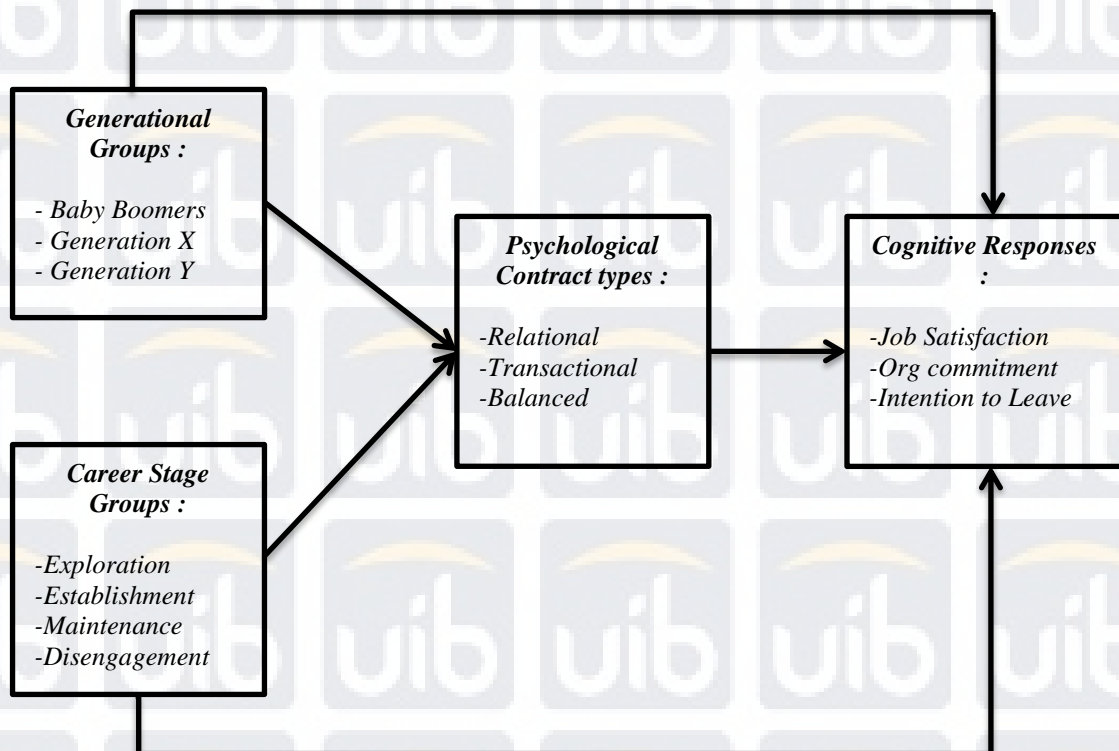 Generational
Groups :
- Baby Boomers
- Generation X
- Generation Y
Psychological
Contract types :
-Relational
-Transactional
-Balanced
Cognitive Responses
:
-Job Satisfaction
-Org commitment
-Intention to Leave
Career Stage
Groups :
-Exploration
-Establishment
-Maintenance
-Disengagement